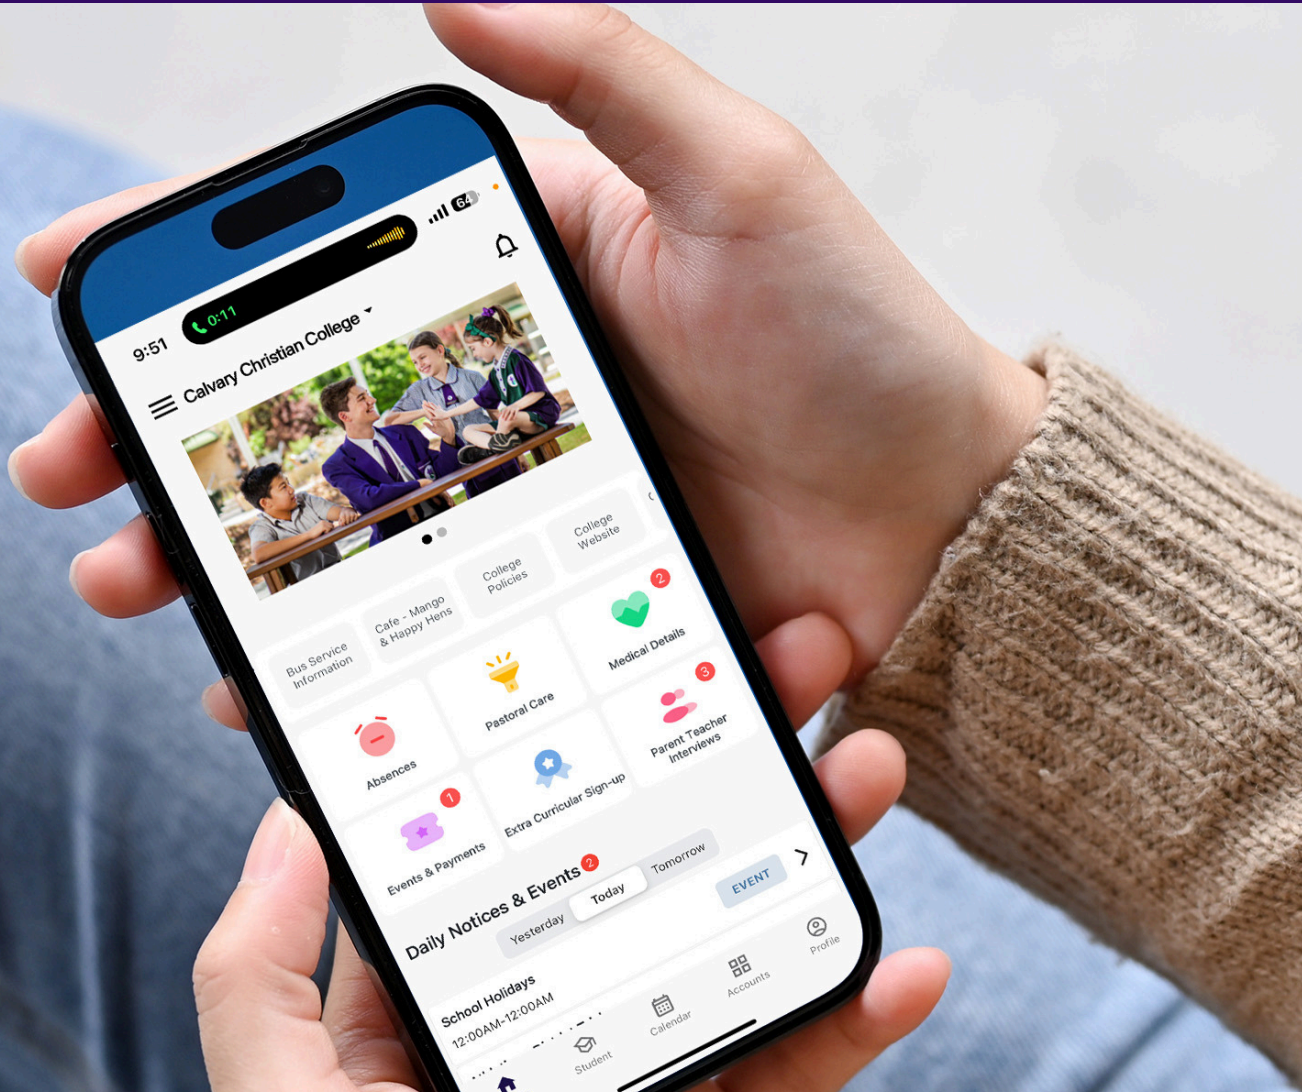 9:51
0:11
64
Calvary Christian College
Bus Service
Information
Cafe - Mango
& Happy Hens
College
Policies
College
Website
Absences
Pastoral Care
2
Medical Details
1
Events & Payments
Extra Curricular Sign-up
3
Parent Teacher
Interviews
Daily Notices & Events 2
Yesterday
Today
Tomorrow
EVENT
School Holidays
12:00AM-12:00AM
Student
Calendar
Accounts
Profile